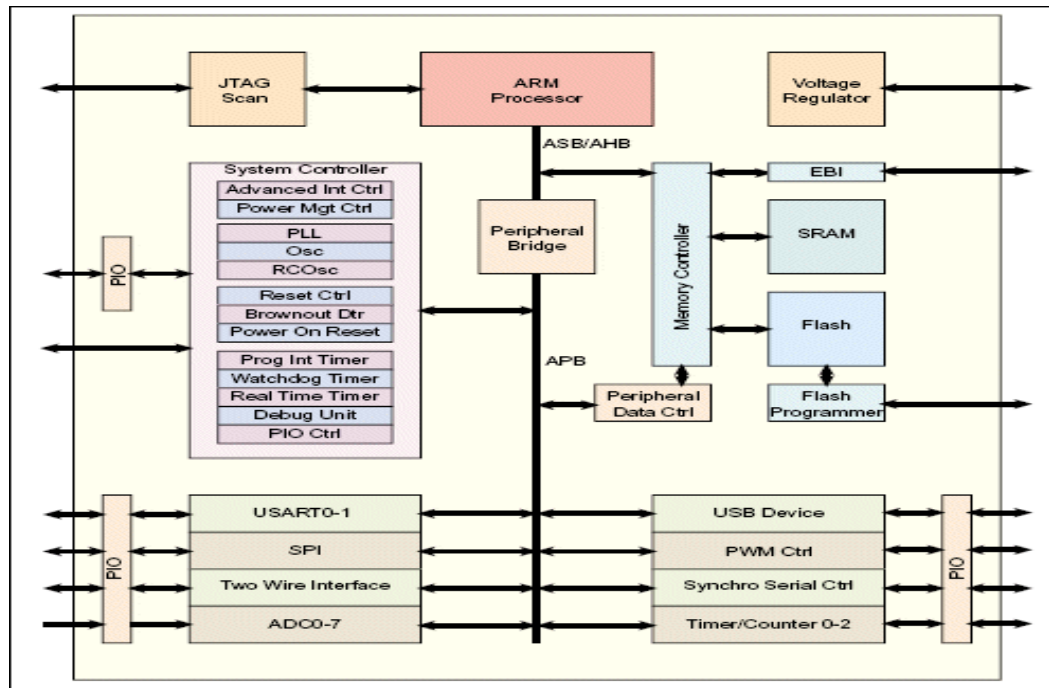 JTAG
Scan
ARM
Processor
Voltage
Regulator
ASB/AHB
System Controller
Advanced Int Ctrl
Power Mgt Ctrl
PLL
Osc
RCOsc
Reset Ctrl
Brownout Dtr
Power On Reset
Prog Int Timer
Watchdog Timer
Real Time Timer
Debug Unit
PIO Ctrl
PIO
Peripheral
Bridge
Memory Controller
EBI
SRAM
Flash
APB
Peripheral
Data Ctrl
Flash
Programmer
PIO
USART0-1
SPI
Two Wire Interface
ADC0-7
USB Device
PWM Ctrl
Synchro Serial Ctrl
Timer/Counter 0-2
PIO